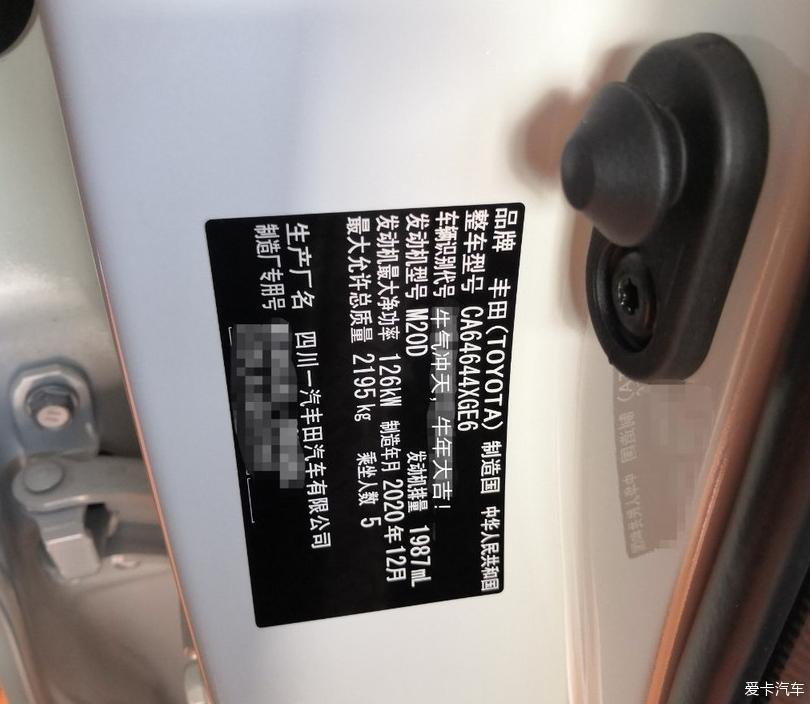 品牌 丰田(TOYOTA) 制造国 中华人民共和国
整车型号 CA64644XGE6
车辆识别代号 牛气冲天，牛年大吉！
发动机型号 M20D 发动机排量 1987 mL
发动机最大净功率 126kW 制造年月 2020年12月
最大允许总质量 2195 kg 乘坐人数 5
生产厂名 四川一汽丰田汽车有限公司
制造厂专用号
爱卡汽车